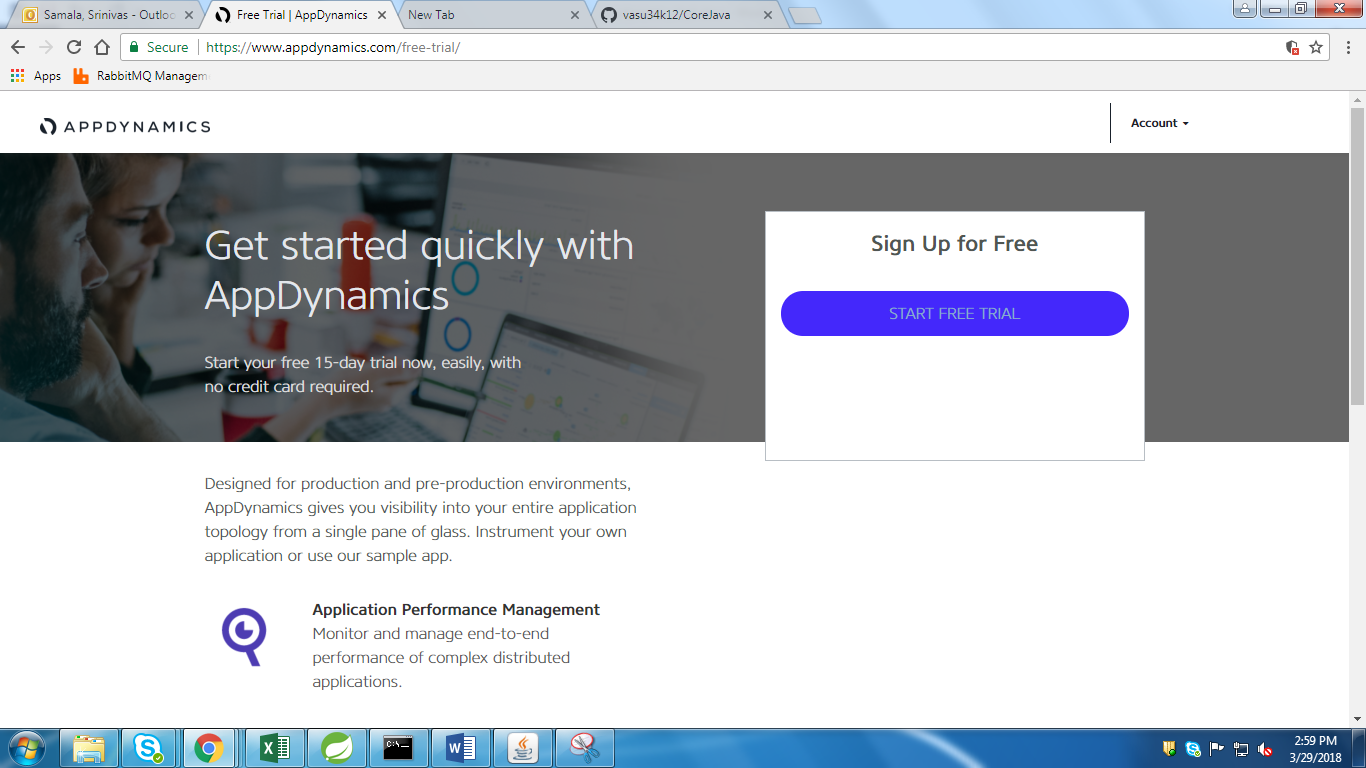 Samala, Srinivas - Outloo
Free Trial | AppDynamics
New Tab
vasu34k12/CoreJava
Secure
https://www.appdynamics.com/free-trial/
Apps
RabbitMQ Managem
APPDYNAMICS
Account
Get started quickly with
AppDynamics
Start your free 15-day trial now, easily, with
no credit card required.
Sign Up for Free
START FREE TRIAL
Designed for production and pre-production environments,
AppDynamics gives you visibility into your entire application
topology from a single pane of glass. Instrument your own
application or use our sample app.
Application Performance Management
Monitor and manage end-to-end
performance of complex distributed
applications.
2:59 PM
3/29/2018